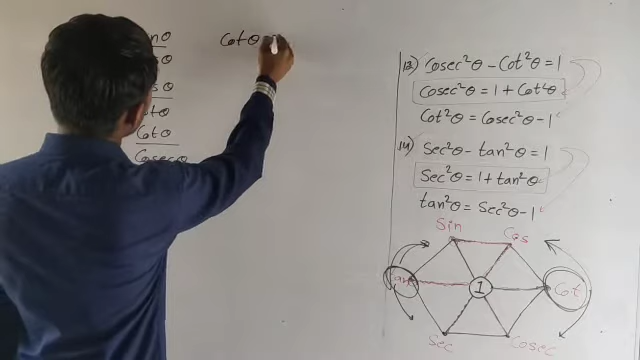 Cotθ =
Cotθ
Cosecθ
13) Cosec²θ - Cot²θ = 1
Cosec²θ = 1 + Cot²θ
Cot²θ = Cosec²θ - 1
14) Sec²θ - tan²θ = 1
Sec²θ = 1 + tan²θ
tan²θ = Sec²θ - 1
Sin
Cos
tan
1
Cot
Sec
Cosec